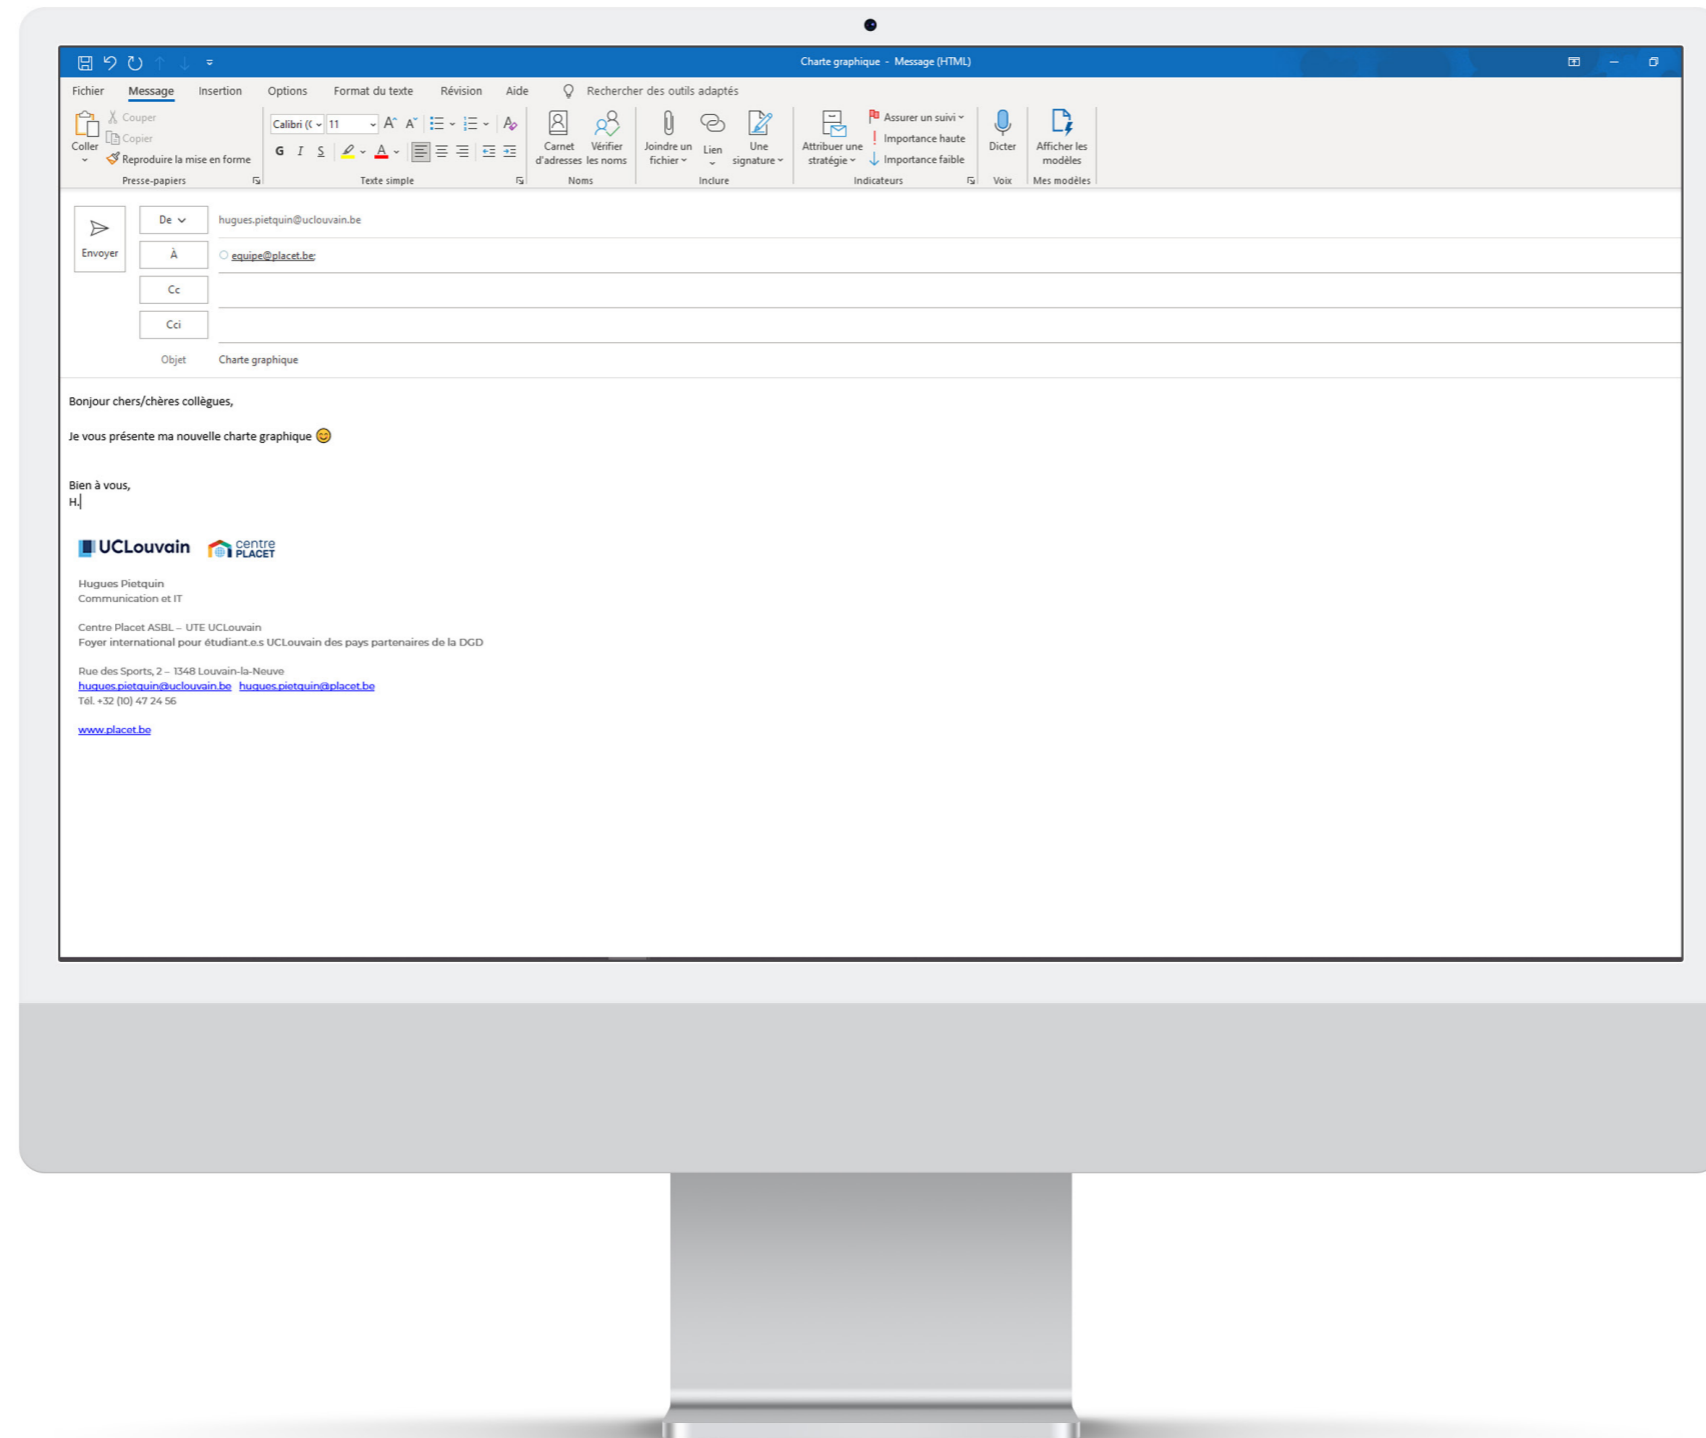 Charte graphique - Message (HTML)
Fichier Message Insertion Options Format du texte Révision Aide Rechercher des outils adaptés
Coller
Couper
Copier
Reproduire la mise en forme
Presse-papiers
Calibri (C 11
G I S
Texte simple
Carnet d'adresses
Vérifier les noms
Noms
Joindre un fichier
Lien
Une signature
Inclure
Attribuer une stratégie
Assurer un suivi
Importance haute
Importance faible
Indicateurs
Dicter
Voix
Afficher les modèles
Mes modèles
Envoyer
De hugues.pietquin@uclouvain.be
À equipe@placet.be;
Cc
Cci
Objet Charte graphique
Bonjour chers/chères collègues,
Je vous présente ma nouvelle charte graphique 😊
Bien à vous,
H.
UCLouvain centre PLACET
Hugues Pietquin
Communication et IT
Centre Placet ASBL – UTE UCLouvain
Foyer international pour étudiant.e.s UCLouvain des pays partenaires de la DGD
Rue des Sports, 2 – 1348 Louvain-la-Neuve
hugues.pietquin@uclouvain.be hugues.pietquin@placet.be
Tél. +32 (10) 47 24 56
www.placet.be